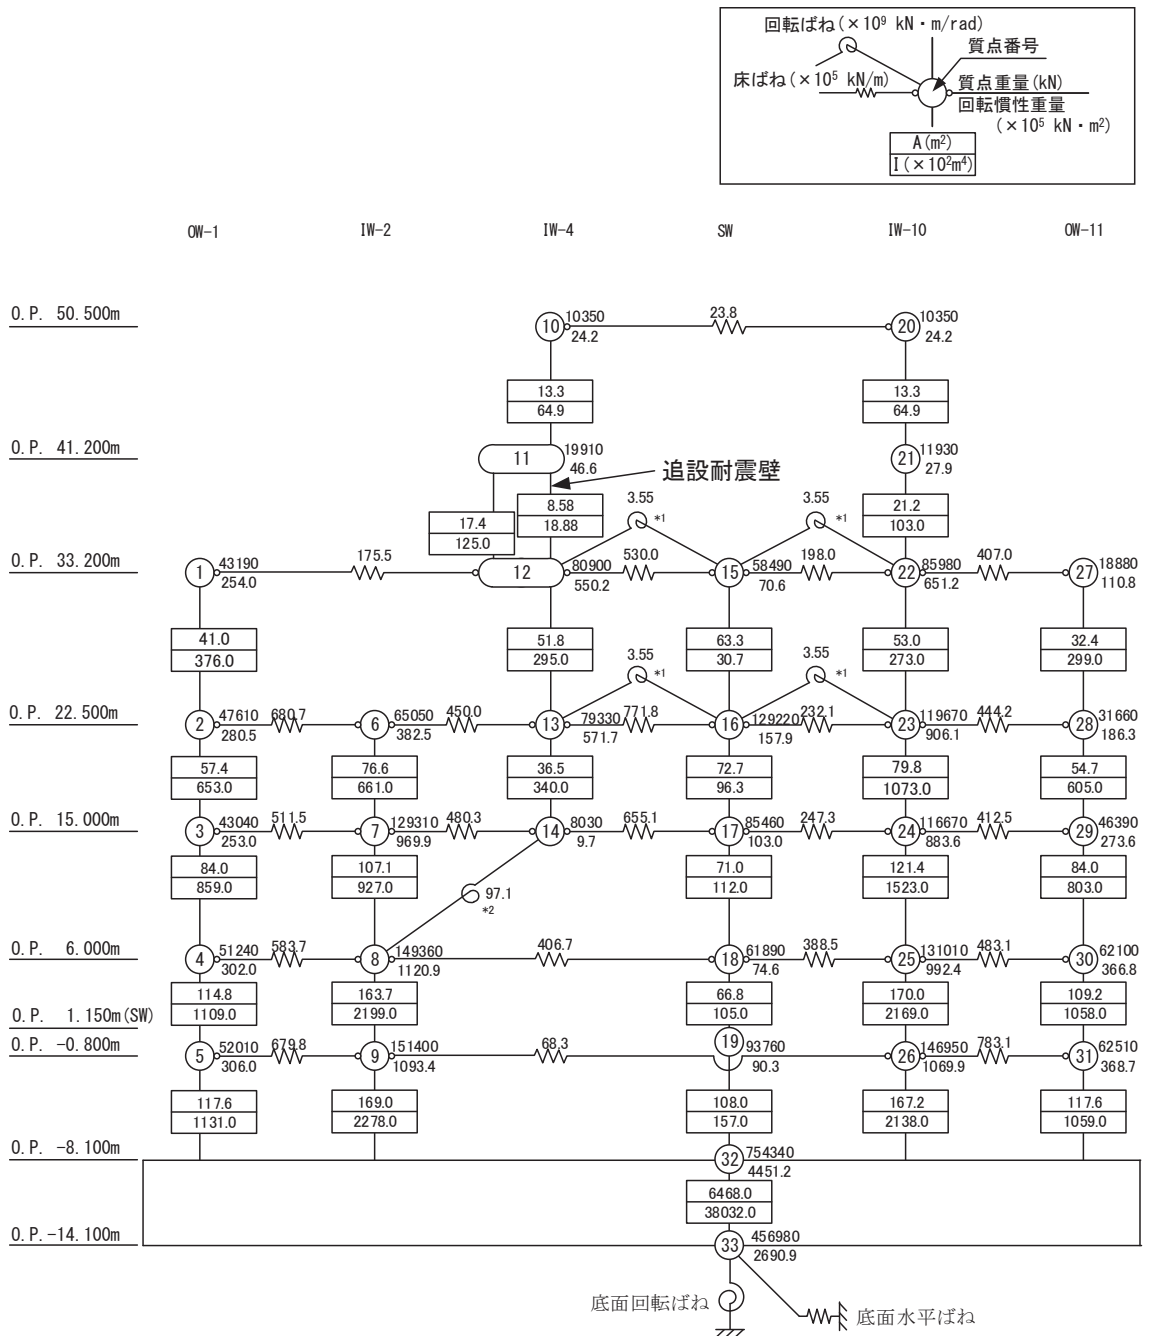 回転ばね(×10⁹ kN・m/rad)
質点番号
床ばね(×10⁵ kN/m)
質点重量(kN)
回転慣性重量
(×10⁵ kN・m²)
A(m²)
I(×10²m⁴)
OW-1 IW-2 IW-4 SW IW-10 OW-11
O.P. 50.500m
10 10350 23.8 20 10350
24.2 24.2
13.3 13.3
64.9 64.9
O.P. 41.200m
11 19910 21 11930
46.6 27.9
追設耐震壁
8.58 3.55 3.55 21.2
17.4 18.88 *1 *1 103.0
125.0
O.P. 33.200m
1 43190 175.5 12 80900 530.0 15 58490 198.0 22 85980 407.0 27 18880
254.0 550.2 70.6 651.2 110.8
41.0 51.8 63.3 53.0 32.4
376.0 295.0 30.7 273.0 299.0
3.55 3.55
*1 *1
O.P. 22.500m
2 47610 680.7 6 65050 450.0 13 79330 771.8 16 129220 232.1 23 119670 444.2 28 31660
280.5 382.5 571.7 157.9 906.1 186.3
57.4 76.6 36.5 72.7 79.8 54.7
653.0 661.0 340.0 96.3 1073.0 605.0
O.P. 15.000m
3 43040 511.5 7 129310 480.3 14 8030 655.1 17 85460 247.3 24 116670 412.5 29 46390
253.0 969.9 9.7 103.0 883.6 273.6
84.0 107.1 71.0 121.4 84.0
859.0 927.0 112.0 1523.0 803.0
97.1
*2
O.P. 6.000m
4 51240 583.7 8 149360 406.7 18 61890 388.5 25 131010 483.1 30 62100
302.0 1120.9 74.6 992.4 366.8
114.8 163.7 66.8 170.0 109.2
1109.0 2199.0 105.0 2169.0 1058.0
O.P. 1.150m(SW)
O.P. -0.800m
5 52010 679.8 9 151400 68.3 19 93760 26 146950 783.1 31 62510
306.0 1093.4 90.3 1069.9 368.7
117.6 169.0 108.0 167.2 117.6
1131.0 2278.0 157.0 2138.0 1059.0
O.P. -8.100m
32 754340
4451.2
6468.0
38032.0
O.P. -14.100m
33 456980
2690.9
底面回転ばね
底面水平ばね